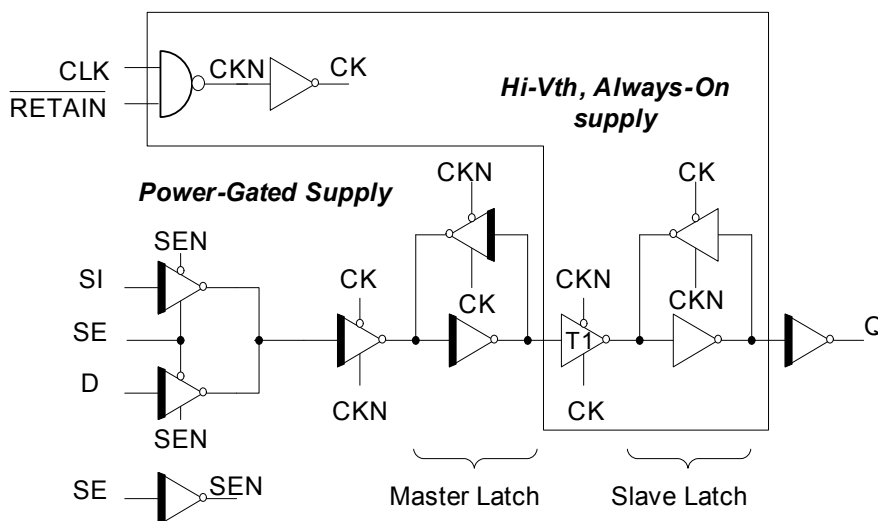 CLK
CKN
CK
RETAIN
Hi-Vth, Always-On
supply
Power-Gated Supply
CKN
CK
SEN
SI
CK
CK
CKN
CKN
SE
T1
Q
D
CKN
CK
SEN
SE
SEN
Master Latch
Slave Latch